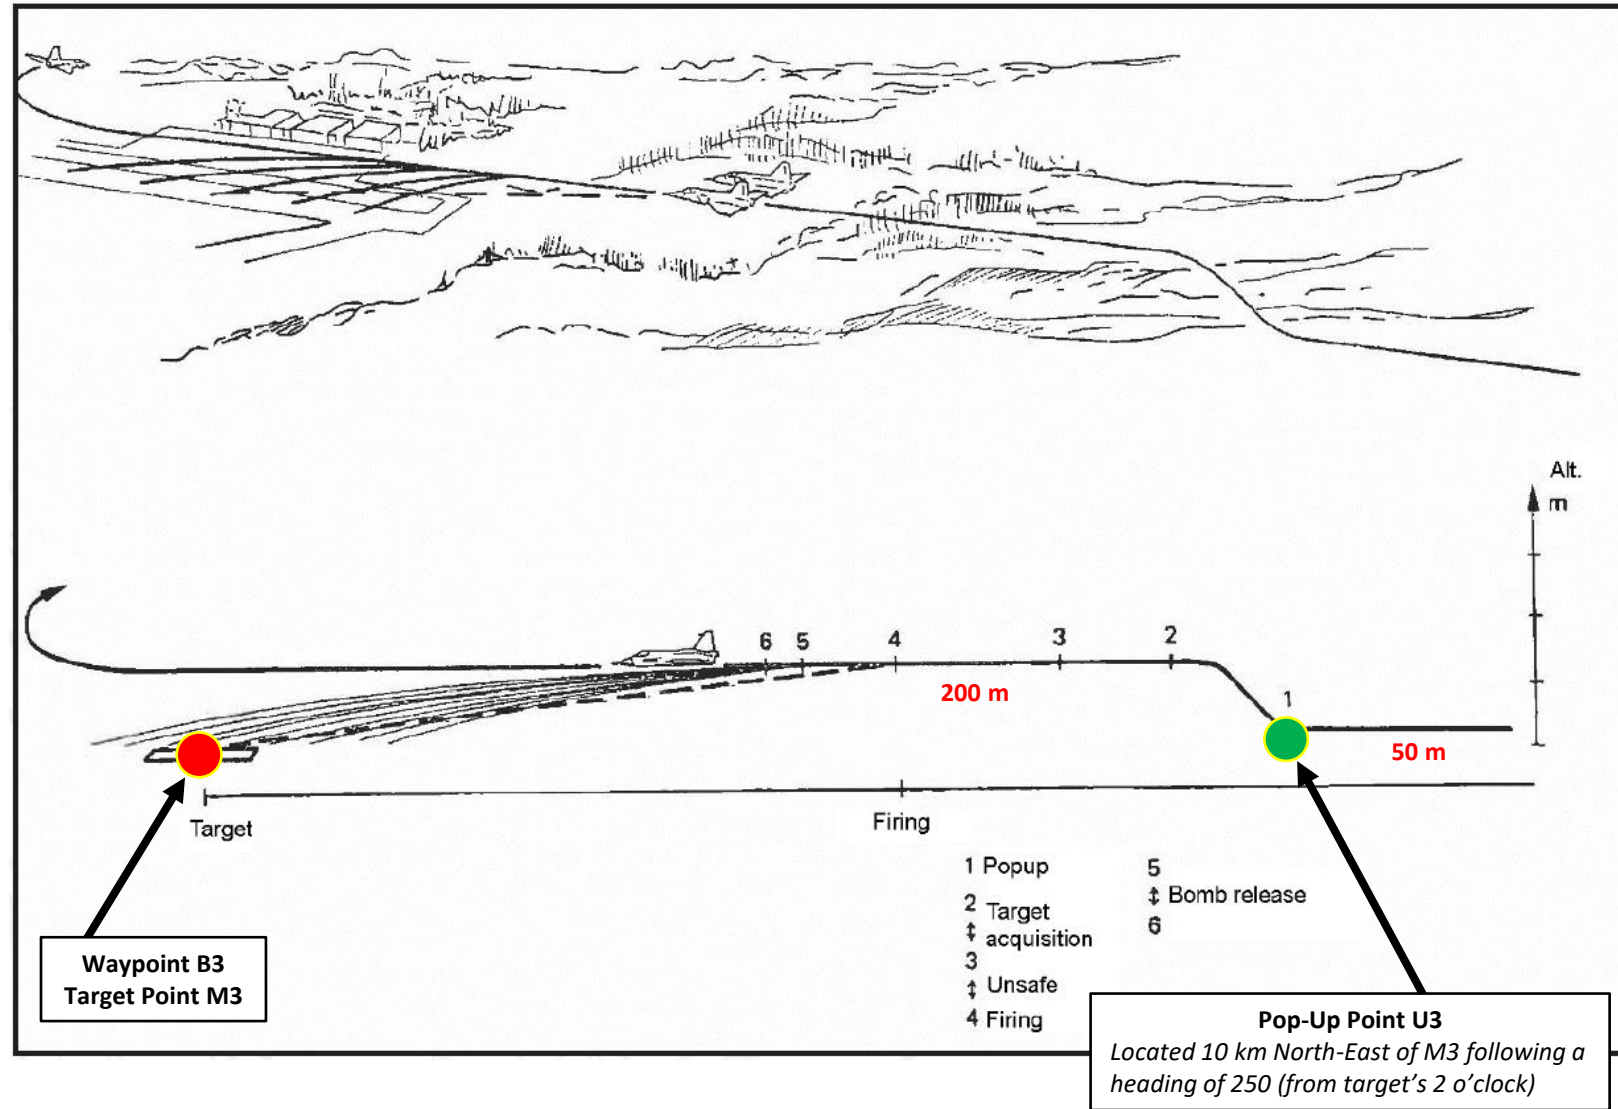 Alt.
m
6 5 4 3 2
200 m
1
50 m
Target
Firing
1 Popup
2 Target
↕ acquisition
3
↕ Unsafe
4 Firing
5
↕ Bomb release
6
Waypoint B3
Target Point M3
Pop-Up Point U3
Located 10 km North-East of M3 following a
heading of 250 (from target's 2 o'clock)